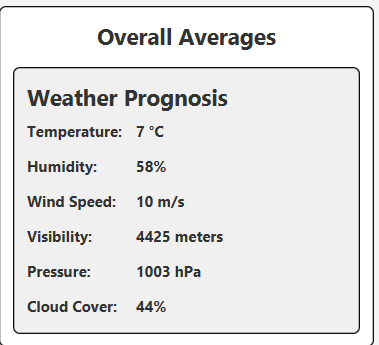 Overall Averages
Weather Prognosis
Temperature: 7 °C
Humidity: 58%
Wind Speed: 10 m/s
Visibility: 4425 meters
Pressure: 1003 hPa
Cloud Cover: 44%